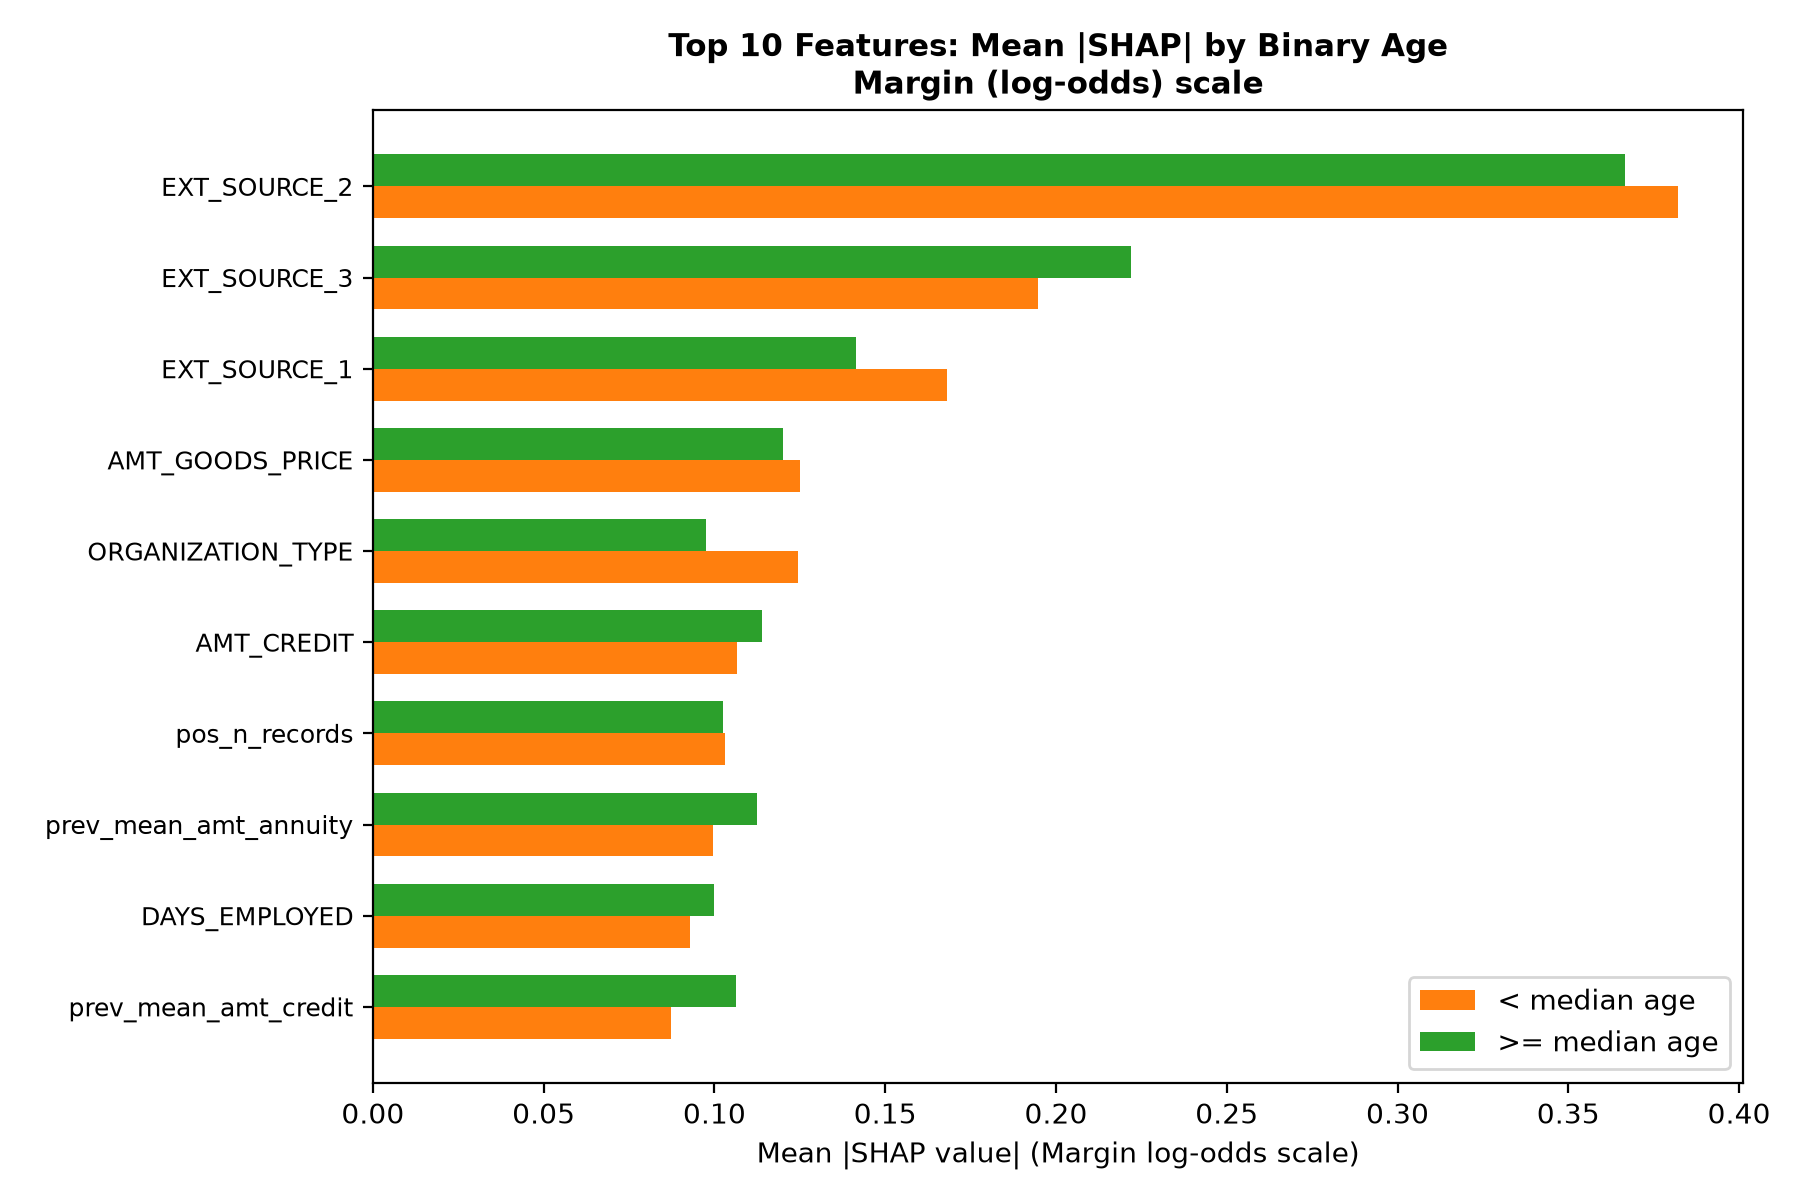 Top 10 Features: Mean |SHAP| by Binary Age
Margin (log-odds) scale
EXT_SOURCE_2
EXT_SOURCE_3
EXT_SOURCE_1
AMT_GOODS_PRICE
ORGANIZATION_TYPE
AMT_CREDIT
pos_n_records
prev_mean_amt_annuity
DAYS_EMPLOYED
prev_mean_amt_credit
< median age
>= median age
0.00 0.05 0.10 0.15 0.20 0.25 0.30 0.35 0.40
Mean |SHAP value| (Margin log-odds scale)